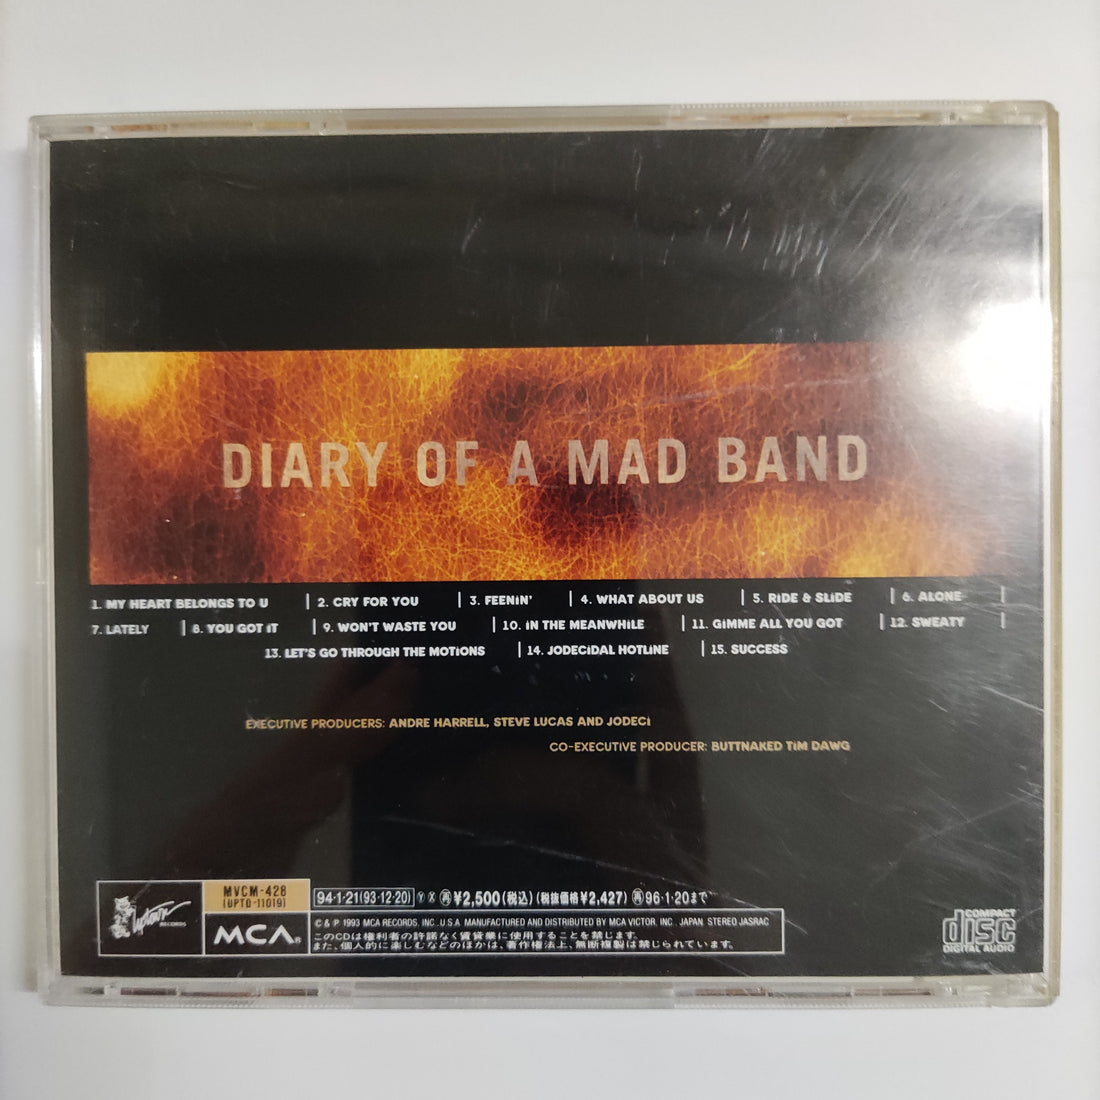 DIARY OF A MAD BAND
1. MY HEART BELONGS TO U | 2. CRY FOR YOU | 3. FEENIN' | 4. WHAT ABOUT US | 5. RIDE & SLIDE | 6. ALONE |
7. LATELY | 8. YOU GOT IT | 9. WON'T WASTE YOU | 10. IN THE MEANWHILE | 11. GIMME ALL YOU GOT | 12. SWEATY |
13. LET'S GO THROUGH THE MOTIONS | 14. JODECIDAL HOTLINE | 15. SUCCESS
EXECUTIVE PRODUCERS: ANDRE HARRELL, STEVE LUCAS AND JODECI
CO-EXECUTIVE PRODUCER: BUTTNAKED TIM DAWG
Uptown
RECORDS
MVCM-428
(UPTD-11019)
MCA®
94・1・21(93・12・20) Y X 再 ¥2,500(税込)(税抜価格¥2,427) 再 96・1・20まで
© & ℗ 1993 MCA RECORDS, INC. U.S.A. MANUFACTURED AND DISTRIBUTED BY MCA VICTOR. INC., JAPAN. STEREO JASRAC
このCDは権利者の許諾なく賃貸業に使用することを禁じます。
また、個人的に楽しむなどのほかは、著作権法上、無断複製は禁じられています。
COMPACT
disc
DIGITAL AUDIO